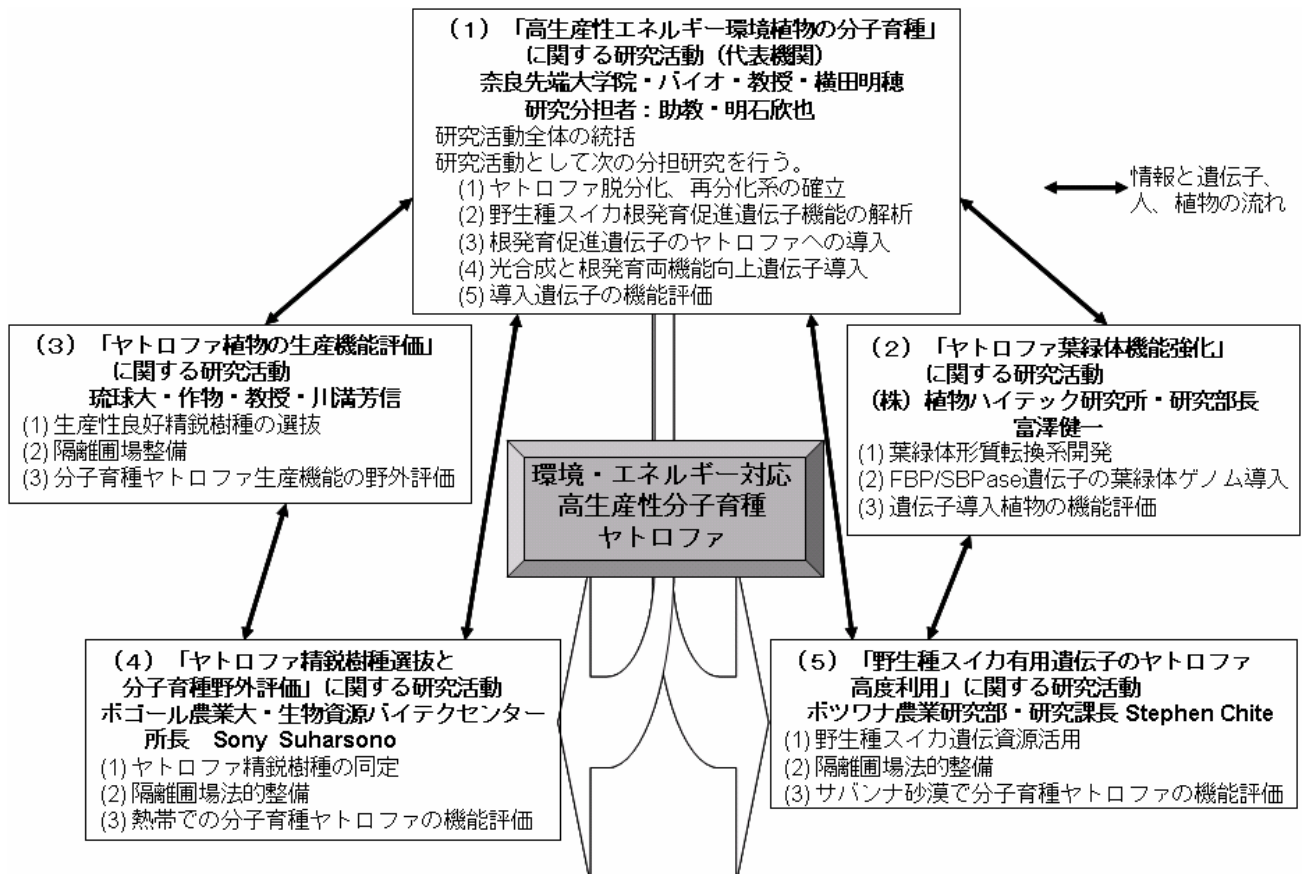 （１）「高生産性エネルギー環境植物の分子育種」
に関する研究活動（代表機関）
奈良先端大学院・バイオ・教授・横田明穂
研究分担者：助教・明石欣也
研究活動全体の統括
研究活動として次の分担研究を行う。
(1) ヤトロファ脱分化、再分化系の確立
(2) 野生種スイカ根発育促進遺伝子機能の解析
(3) 根発育促進遺伝子のヤトロファへの導入
(4) 光合成と根発育両機能向上遺伝子導入
(5) 導入遺伝子の機能評価
情報と遺伝子、
人、植物の流れ
（３）「ヤトロファ植物の生産機能評価」
に関する研究活動
琉球大・作物・教授・川満芳信
(1) 生産性良好精鋭樹種の選抜
(2) 隔離圃場整備
(3) 分子育種ヤトロファ生産機能の野外評価
（２）「ヤトロファ葉緑体機能強化」
に関する研究活動
（株）植物ハイテック研究所・研究部長
富澤健一
(1) 葉緑体形質転換系開発
(2) FBP/SBPase遺伝子の葉緑体ゲノム導入
(3) 遺伝子導入植物の機能評価
環境・エネルギー対応
高生産性分子育種
ヤトロファ
（４）「ヤトロファ精鋭樹種選抜と
分子育種野外評価」に関する研究活動
ボゴール農業大・生物資源バイテクセンター
所長 Sony Suharsono
(1) ヤトロファ精鋭樹種の同定
(2) 隔離圃場法的整備
(3) 熱帯での分子育種ヤトロファの機能評価
（５）「野生種スイカ有用遺伝子のヤトロファ
高度利用」に関する研究活動
ボツワナ農業研究部・研究課長 Stephen Chite
(1) 野生種スイカ遺伝資源活用
(2) 隔離圃場法的整備
(3) サバンナ砂漠で分子育種ヤトロファの機能評価